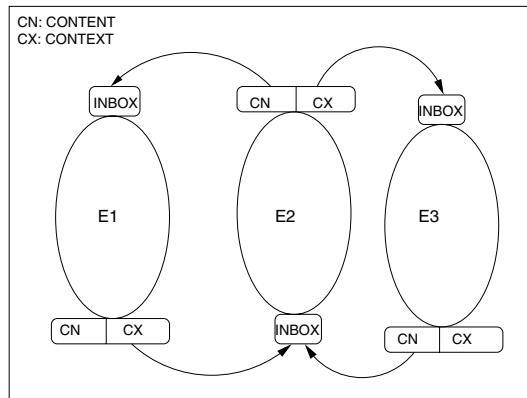 CN: CONTENT
CX: CONTEXT
INBOX
CN CX
INBOX
E1
E2
E3
CN CX
INBOX
CN CX